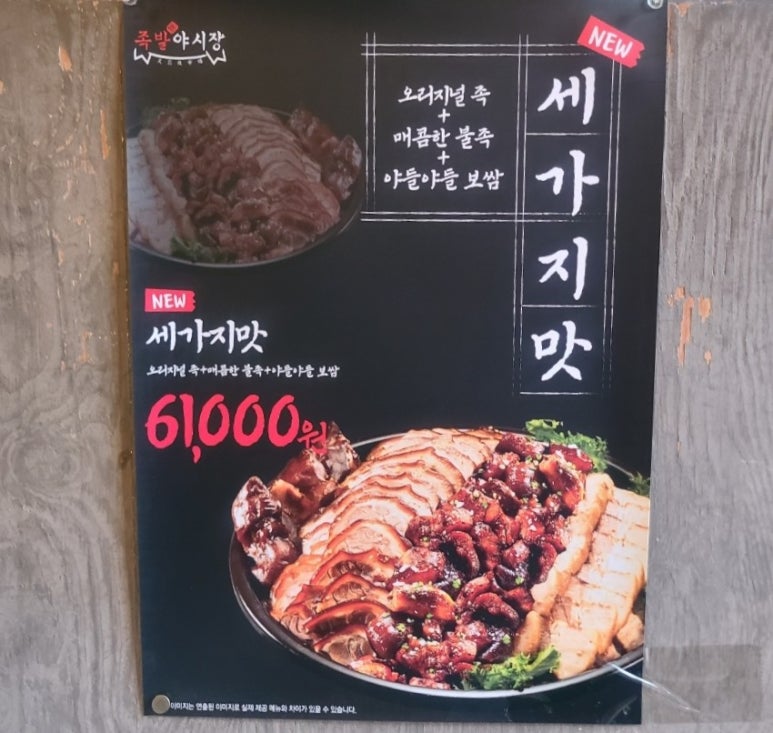 족발야시장
NEW
세가지맛
오리지널 족
+
매콤한 불족
+
야들야들 보쌈
NEW
세가지맛
오리지널 족+매콤한 불족+야들야들 보쌈
61,000원
이미지는 연출된 이미지로 실제 제공 메뉴와 차이가 있을 수 있습니다.